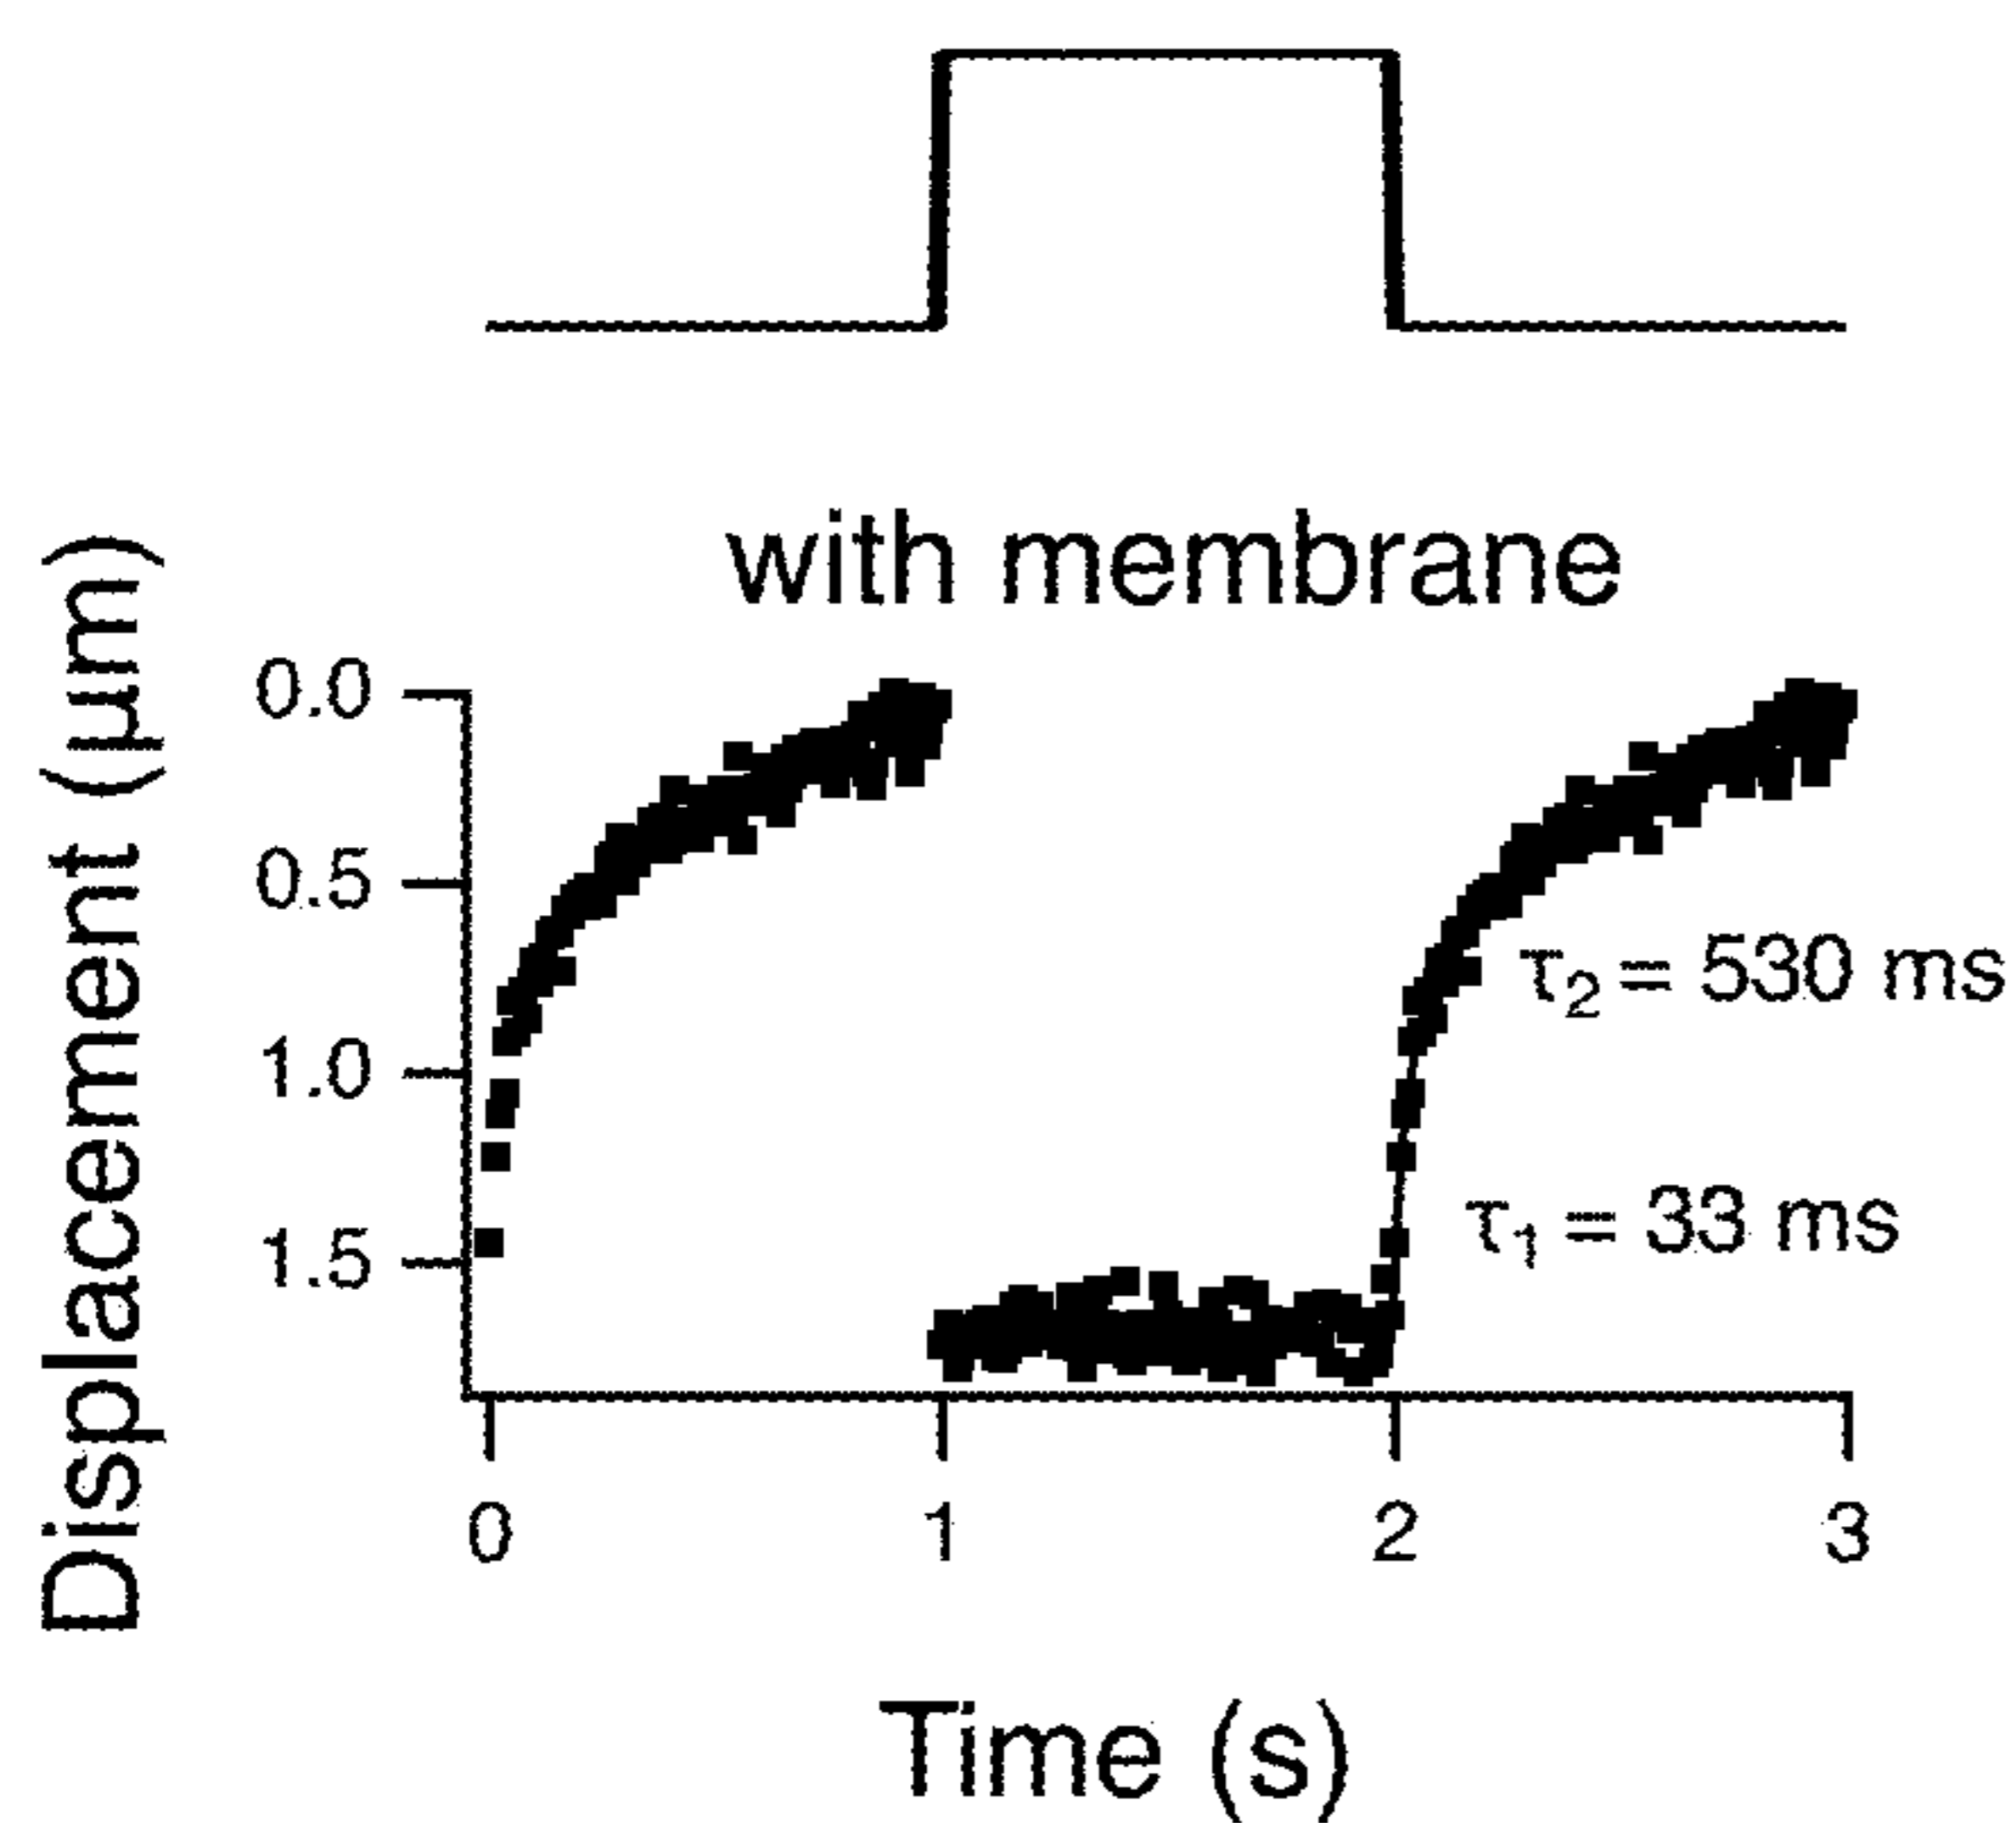 with membrane
Displacement (µm)
0.0
0.5
1.0
1.5
τ2 = 530 ms
τ1 = 33 ms
0 1 2 3
Time (s)